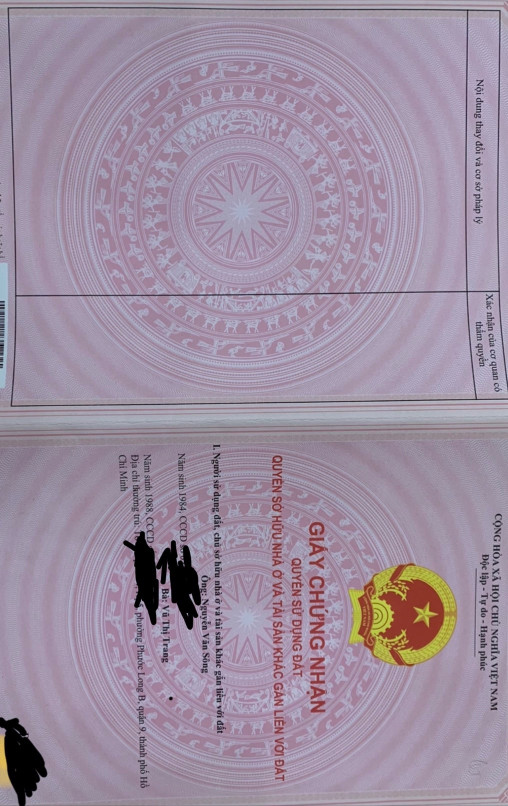 CỘNG HÒA XÃ HỘI CHỦ NGHĨA VIỆT NAM
Độc lập - Tự do - Hạnh phúc
GIẤY CHỨNG NHẬN
QUYỀN SỬ DỤNG ĐẤT
QUYỀN SỞ HỮU NHÀ Ở VÀ TÀI SẢN KHÁC GẮN LIỀN VỚI ĐẤT
I. Người sử dụng đất, chủ sở hữu nhà ở và tài sản khác gắn liền với đất
Ông: Nguyễn Văn Sông
Năm sinh 1984, CCCD
Bà: Vũ Thị Trang
Năm sinh 1988, CCCD
Địa chỉ thường trú: phường Phước Long B, quận 9, thành phố Hồ
Chí Minh
Nội dung thay đổi và cơ sở pháp lý
Xác nhận của cơ quan có
thẩm quyền